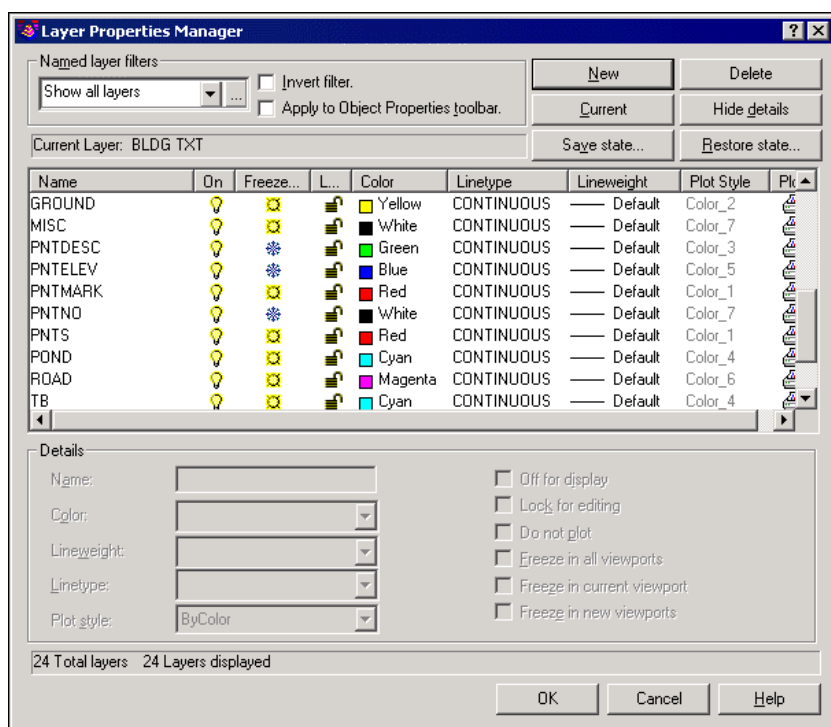 Layer Properties Manager
Named layer filters
Show all layers ... Invert filter.
Apply to Object Properties toolbar.
New Delete
Current Hide details
Current Layer: BLDG TXT Save state... Restore state...
Name On Freeze... L... Color Linetype Lineweight Plot Style
GROUND Yellow CONTINUOUS Default Color_2
MISC White CONTINUOUS Default Color_7
PNTDESC Green CONTINUOUS Default Color_3
PNTELEV Blue CONTINUOUS Default Color_5
PNTMARK Red CONTINUOUS Default Color_1
PNTNO White CONTINUOUS Default Color_7
PNTS Red CONTINUOUS Default Color_1
POND Cyan CONTINUOUS Default Color_4
ROAD Magenta CONTINUOUS Default Color_6
TB Cyan CONTINUOUS Default Color_4
Details
Name: Off for display
Color: Lock for editing
Do not plot
Lineweight: Freeze in all viewports
Linetype: Freeze in current viewport
Plot style: ByColor Freeze in new viewports
24 Total layers 24 Layers displayed
OK Cancel Help